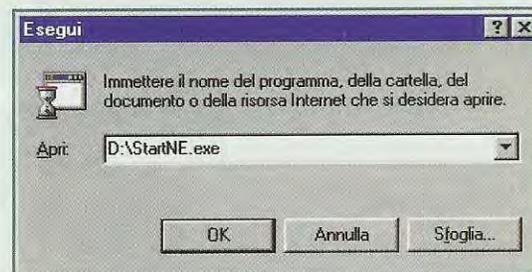 Esegui
Immettere il nome del programma, della cartella, del
documento o della risorsa Internet che si desidera aprire.
Apri: D:\StartNE.exe
OK Annulla Sfoglia...